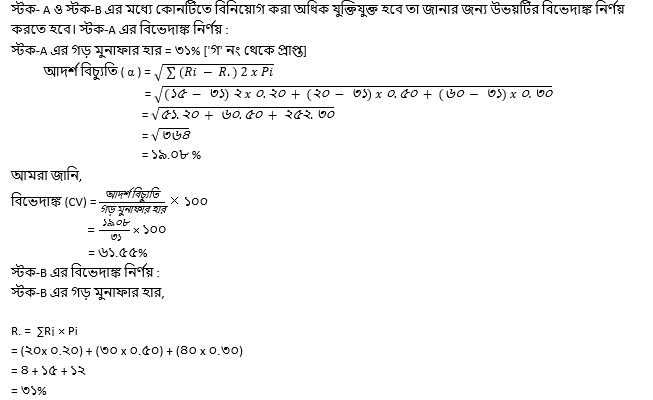 স্টক- A ও স্টক-B এর মধ্যে কোনটিতে বিনিয়োগ করা অধিক যুক্তিযুক্ত হবে তা জানার জন্য উভয়টির বিভেদাঙ্ক নির্ণয়
করতে হবে। স্টক-A এর বিভেদাঙ্ক নির্ণয় :
স্টক-A এর গড় মুনাফার হার = ৩১% ['গ' নং থেকে প্রাপ্ত]
আদর্শ বিচ্যুতি ( α ) = √∑ (Ri − R. ) 2 x Pi
= √(১৫ − ৩১) ২x ০.২০ + (২০ − ৩১) x ০.৫০ + (৬০ − ৩১) x ০.৩০
= √৫১.২০ + ৬০.৫০ + ২৫২.৩০
= √৩৬৪
= ১৯.০৮ %
আমরা জানি,
বিভেদাঙ্ক (CV) = আদর্শ বিচ্যুতি / গড় মুনাফার হার × ১০০
= ১৯০৮ / ৩১ × ১০০
= ৬১.৫৫%
স্টক-B এর বিভেদাঙ্ক নির্ণয় :
স্টক-B এর গড় মুনাফার হার,
R. = ∑Ri × Pi
= (২০x ০.২০) + (৩০ x ০.৫০) + (৪০ x ০.৩০)
= ৪ + ১৫ + ১২
= ৩১%